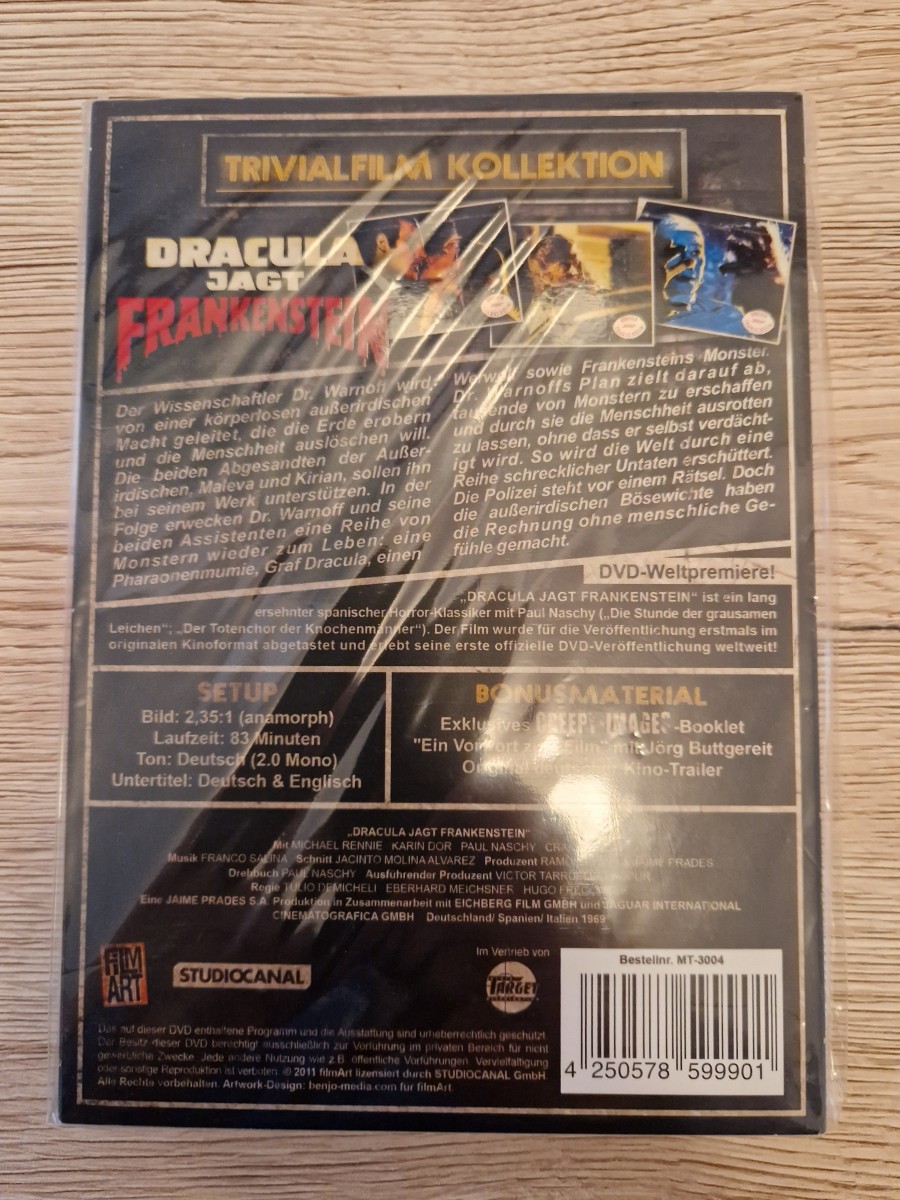 TRIVIALFILM KOLLEKTION
DRACULA
JAGT
FRANKENSTEIN
Der Wissenschaftler Dr. Warnoff wird
von einer körperlosen außerirdischen
Macht geleitet, die die Erde erobern
und die Menschheit auslöschen will.
Die beiden Abgesandten der Außer-
irdischen, Maleva und Kirian, sollen ihn
bei seinem Werk unterstützen. In der
Folge erwecken Dr. Warnoff und seine
beiden Assistenten eine Reihe von
Monstern wieder zum Leben: eine
Pharaonenmumie, Graf Dracula, einen
Werwolf sowie Frankensteins Monster.
Dr. Warnoffs Plan zielt darauf ab,
tausende von Monstern zu erschaffen
und durch sie die Menschheit ausrotten
zu lassen, ohne dass er selbst verdächt-
igt wird. So wird die Welt durch eine
Reihe schrecklicher Untaten erschüttert.
Die Polizei steht vor einem Rätsel. Doch
die außerirdischen Bösewichte haben
die Rechnung ohne menschliche Ge-
fühle gemacht.
DVD-Weltpremiere!
„DRACULA JAGT FRANKENSTEIN“ ist ein lang
ersehnter spanischer Horror-Klassiker mit Paul Naschy („Die Stunde der grausamen
Leichen“; „Der Totenchor der Knochenmänner“). Der Film wurde für die Veröffentlichung erstmals im
originalen Kinoformat abgetastet und erlebt seine erste offizielle DVD-Veröffentlichung weltweit!
SETUP
Bild: 2,35:1 (anamorph)
Laufzeit: 83 Minuten
Ton: Deutsch (2.0 Mono)
Untertitel: Deutsch & Englisch
BONUSMATERIAL
Exklusives CREEPY IMAGES -Booklet
"Ein Vorwort zum Film" mit Jörg Buttgereit
Original deutscher Kino-Trailer
„DRACULA JAGT FRANKENSTEIN“
Mit MICHAEL RENNIE KARIN DOR PAUL NASCHY
Musik FRANCO SALINA Schnitt JACINTO MOLINA ALVAREZ Produzent & JAIME PRADES
Drehbuch PAUL NASCHY Ausführender Produzent VICTOR
Regie TULIO DEMICHELI EBERHARD MEICHSNER HUGO
Eine JAIME PRADES S.A. Produktion in Zusammenarbeit mit EICHBERG FILM GMBH und JAGUAR INTERNATIONAL
CINEMATOGRAFICA GMBH Deutschland/ Spanien/ Italien 1969
FILM
ART
STUDIOCANAL
Im Vertrieb von
TARGET
Bestellnr. MT-3004
4 250578 599901
Das auf dieser DVD enthaltene Programm und die Ausstattung sind urheberrechtlich geschützt.
Der Besitz dieser DVD berechtigt ausschließlich zur Vorführung im privaten Bereich für nicht
gewerbliche Zwecke. Jede andere Nutzung wie z.B. öffentliche Vorführungen, Vervielfältigung
oder sonstige Reproduktion ist verboten. © 2011 filmArt lizensiert durch STUDIOCANAL GmbH.
Alle Rechte vorbehalten. Artwork-Design: benjo-media.com für filmArt.